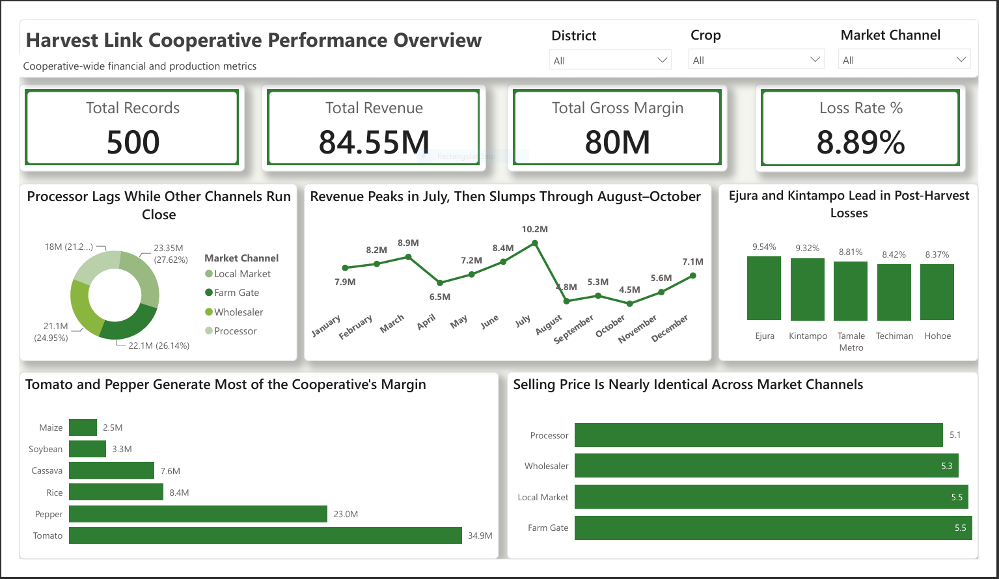 Harvest Link Cooperative Performance Overview
Cooperative-wide financial and production metrics
District
All
Crop
All
Market Channel
All
Total Records
500
Total Revenue
84.55M
Total Gross Margin
80M
Loss Rate %
8.89%
Rectangular Snip
Processor Lags While Other Channels Run
Close
18M (21.2...)
23.35M
(27.62%)
21.1M
(24.95%)
22.1M (26.14%)
Market Channel
Local Market
Farm Gate
Wholesaler
Processor
Revenue Peaks in July, Then Slumps Through August–October
7.9M
8.2M
8.9M
6.5M
7.2M
8.4M
10.2M
4.8M
5.3M
4.5M
5.6M
7.1M
January
February
March
April
May
June
July
August
September
October
November
December
Ejura and Kintampo Lead in Post-Harvest
Losses
9.54%
9.32%
8.81%
8.42%
8.37%
Ejura
Kintampo
Tamale
Metro
Techiman
Hohoe
Tomato and Pepper Generate Most of the Cooperative's Margin
Maize
2.5M
Soybean
3.3M
Cassava
7.6M
Rice
8.4M
Pepper
23.0M
Tomato
34.9M
Selling Price Is Nearly Identical Across Market Channels
Processor
5.1
Wholesaler
5.3
Local Market
5.5
Farm Gate
5.5